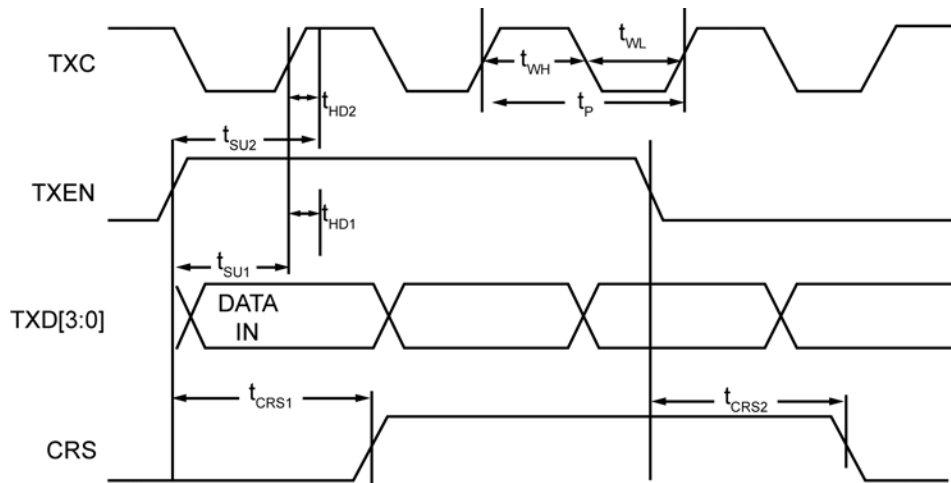 TXC
tWH
tWL
tHD2
tP
tSU2
TXEN
tHD1
tSU1
TXD[3:0]
DATA
IN
tCRS1
tCRS2
CRS